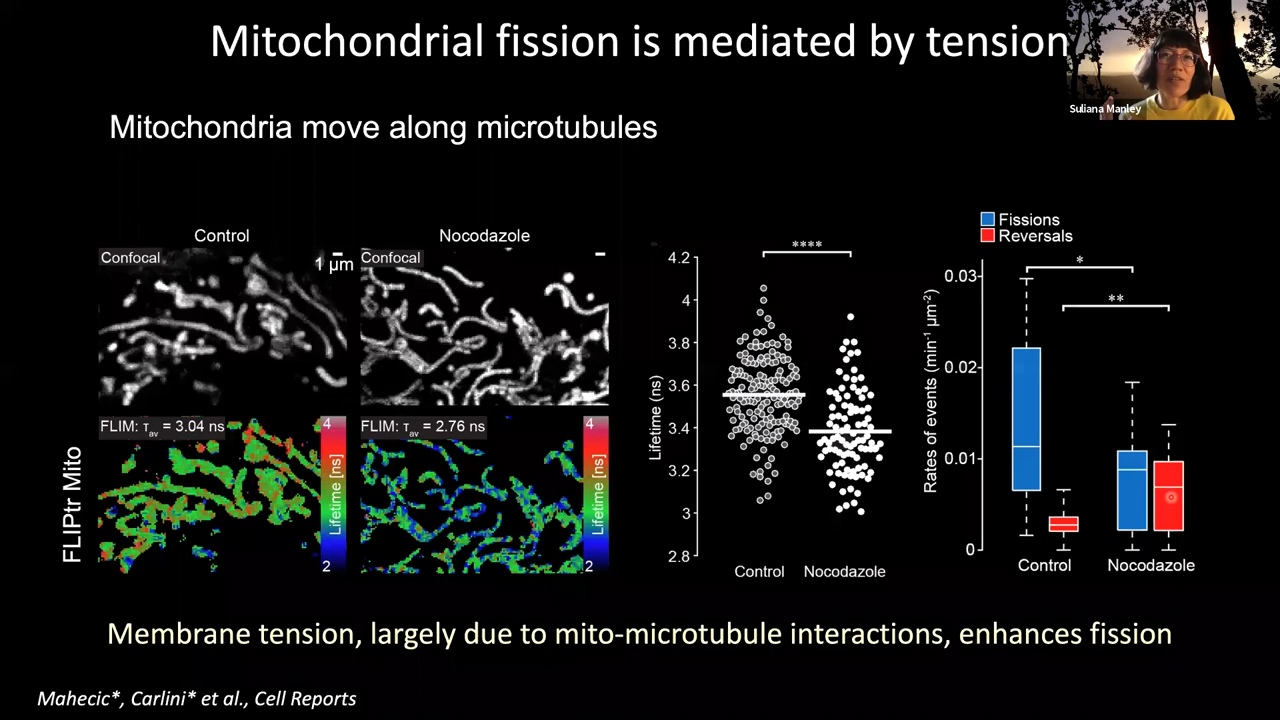 Mitochondrial fission is mediated by tension
Suliana Manley
Mitochondria move along microtubules
Control
Nocodazole
Confocal
1 μm
Confocal
FLIPtr Mito
FLIM: τav = 3.04 ns
4
Lifetime [ns]
2
FLIM: τav = 2.76 ns
4
Lifetime [ns]
2
****
Lifetime (ns)
4.2
4
3.8
3.6
3.4
3.2
3
2.8
Control
Nocodazole
Fissions
Reversals
*
**
Rates of events (min⁻¹ μm⁻²)
0.03
0.02
0.01
0
Control
Nocodazole
Membrane tension, largely due to mito-microtubule interactions, enhances fission
Mahecic*, Carlini* et al., Cell Reports